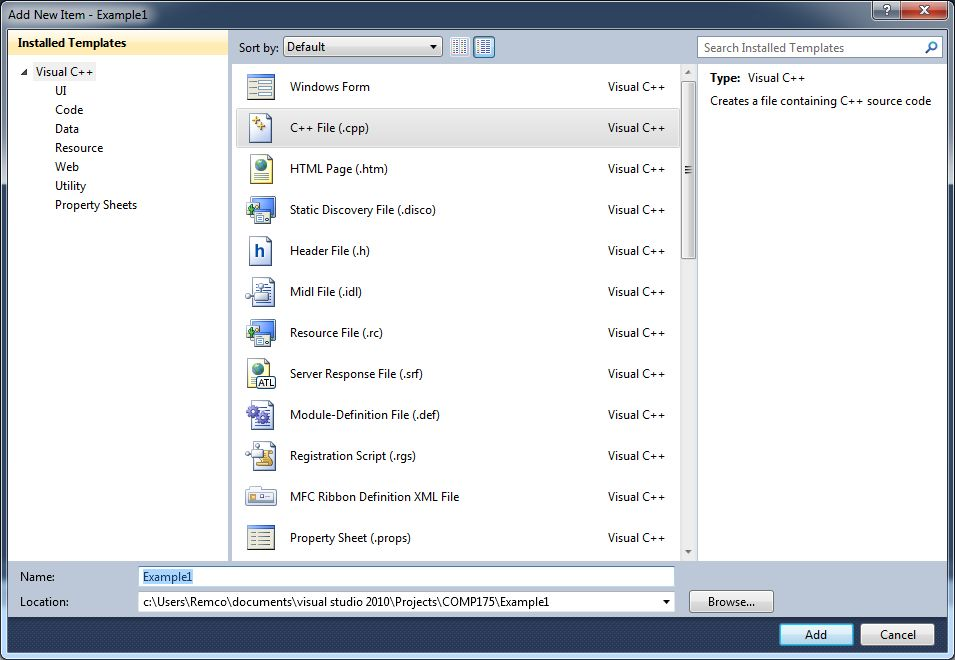 Add New Item - Example1
Installed Templates
Sort by: Default
Search Installed Templates
Visual C++
UI
Code
Data
Resource
Web
Utility
Property Sheets
Windows Form Visual C++
C++ File (.cpp) Visual C++
HTML Page (.htm) Visual C++
Static Discovery File (.disco) Visual C++
h Header File (.h) Visual C++
Midl File (.idl) Visual C++
Resource File (.rc) Visual C++
ATL Server Response File (.srf) Visual C++
Module-Definition File (.def) Visual C++
Registration Script (.rgs) Visual C++
MFC Ribbon Definition XML File Visual C++
Property Sheet (.props) Visual C++
Type: Visual C++
Creates a file containing C++ source code
Name: Example1
Location: c:\Users\Remco\documents\visual studio 2010\Projects\COMP175\Example1 Browse...
Add Cancel